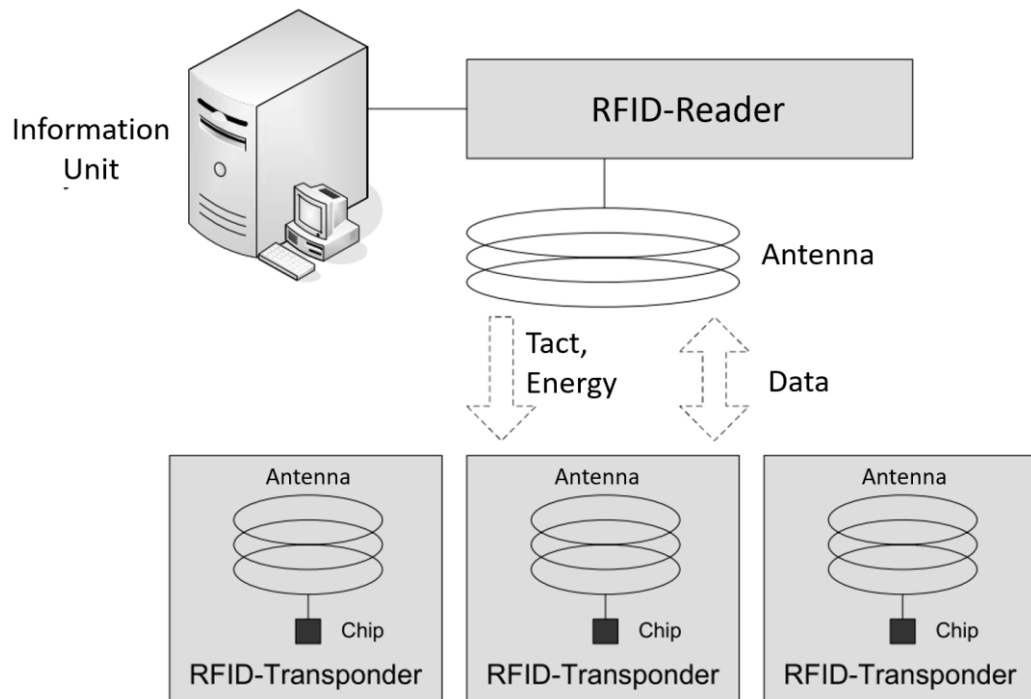 RFID-Reader
Information
Unit
Antenna
Tact,
Energy
Data
Antenna
Chip
RFID-Transponder
Antenna
Chip
RFID-Transponder
Antenna
Chip
RFID-Transponder